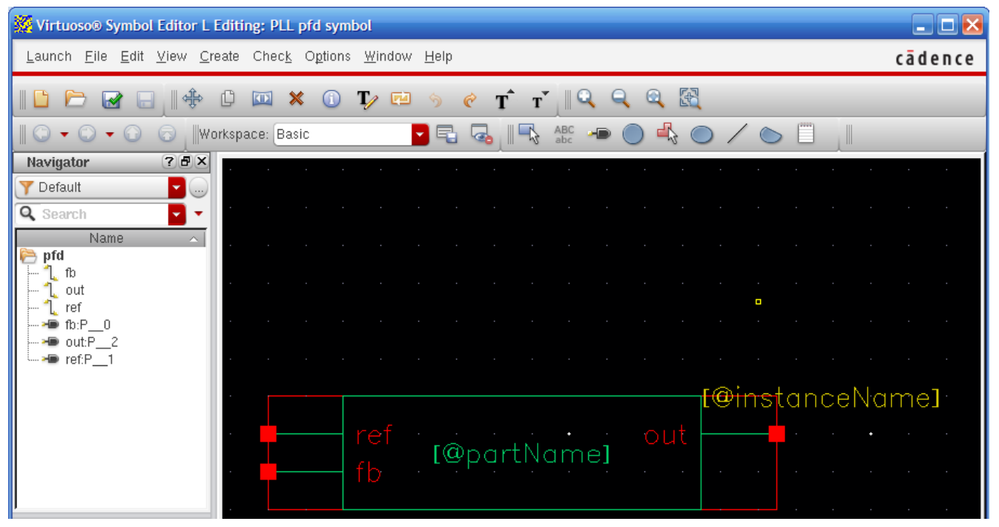 Virtuoso® Symbol Editor L Editing: PLL pfd symbol
Launch File Edit View Create Check Options Window Help
cādence
Workspace: Basic
ABC
abc
Navigator
Default
Search
Name
pfd
fb
out
ref
fb:P__0
out:P__2
ref:P__1
[@instanceName]
ref
out
[@partName]
fb